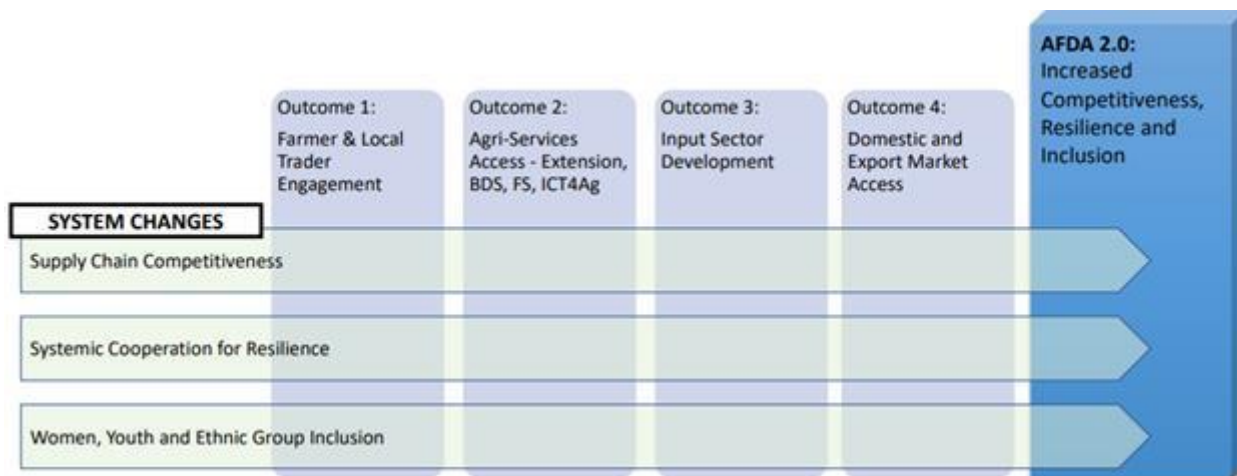 AFDA 2.0:
Increased
Competitiveness,
Resilience and
Inclusion
Outcome 1:
Farmer & Local
Trader
Engagement
Outcome 2:
Agri-Services
Access - Extension,
BDS, FS, ICT4Ag
Outcome 3:
Input Sector
Development
Outcome 4:
Domestic and
Export Market
Access
SYSTEM CHANGES
Supply Chain Competitiveness
Systemic Cooperation for Resilience
Women, Youth and Ethnic Group Inclusion